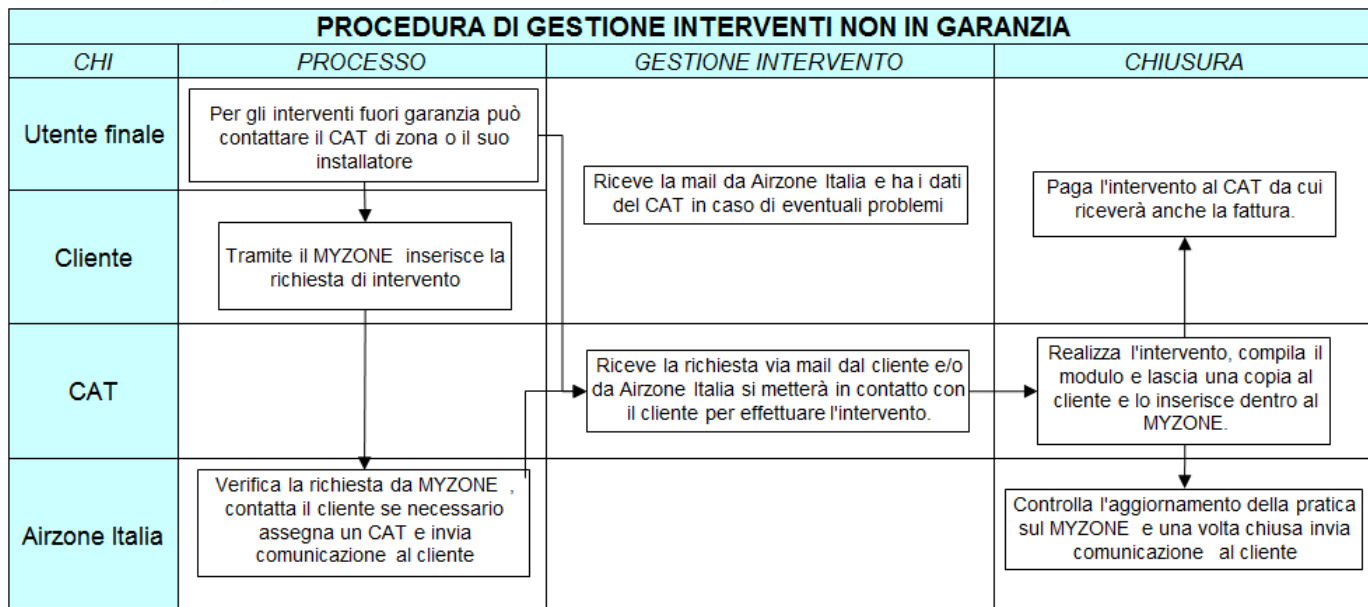 PROCEDURA DI GESTIONE INTERVENTI NON IN GARANZIA
CHI
PROCESSO
GESTIONE INTERVENTO
CHIUSURA
Utente finale
Per gli interventi fuori garanzia può
contattare il CAT di zona o il suo
installatore
Riceve la mail da Airzone Italia e ha i dati
del CAT in caso di eventuali problemi
Paga l'intervento al CAT da cui
riceverà anche la fattura.
Cliente
Tramite il MYZONE inserisce la
richiesta di intervento
CAT
Riceve la richiesta via mail dal cliente e/o
da Airzone Italia si metterà in contatto con
il cliente per effettuare l'intervento.
Realizza l'intervento, compila il
modulo e lascia una copia al
cliente e lo inserisce dentro al
MYZONE.
Airzone Italia
Verifica la richiesta da MYZONE ,
contatta il cliente se necessario
assegna un CAT e invia
comunicazione al cliente
Controlla l'aggiornamento della pratica
sul MYZONE e una volta chiusa invia
comunicazione al cliente